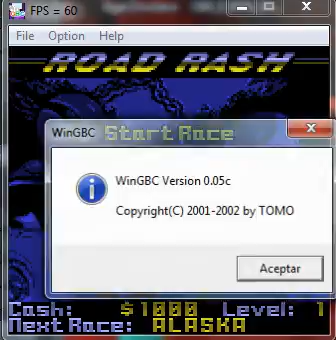 FPS = 60
File Option Help
ROAD RASH
WinGBC
Start Race
WinGBC Version 0.05c
Copyright(C) 2001-2002 by TOMO
Aceptar
Cash: $1000 Level: 1
Next Race: ALASKA